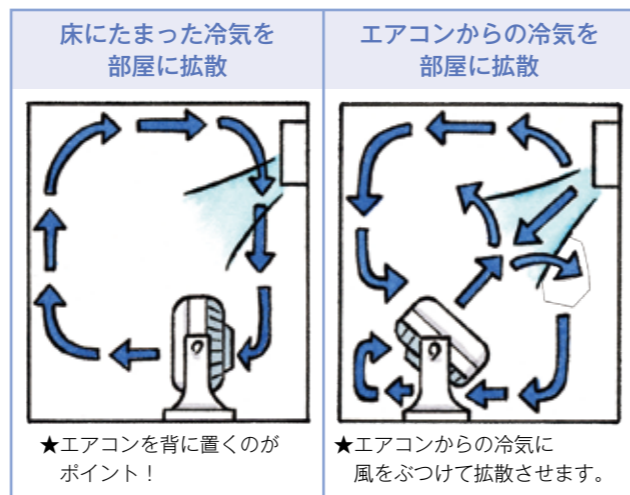 床にたまった冷気を
部屋に拡散
エアコンからの冷気を
部屋に拡散
★エアコンを背に置くのが
ポイント！
★エアコンからの冷気に
風をぶつけて拡散させます。